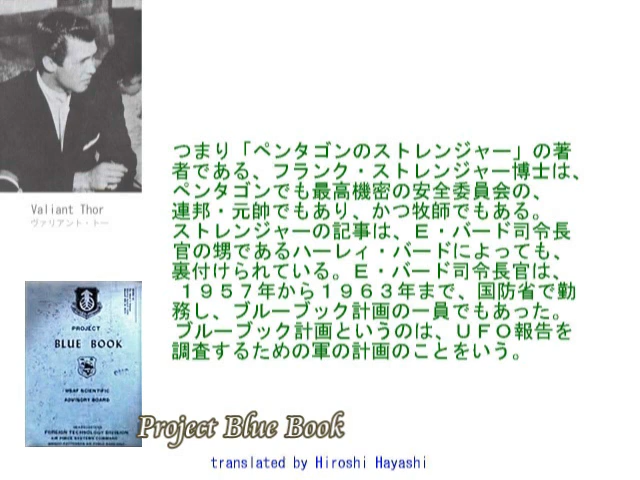 つまり「ペンタゴンのストレンジャー」の著
者である、フランク・ストレンジャー博士は、
ペンタゴンでも最高機密の安全委員会の、
連邦・元帥でもあり、かつ牧師でもある。
ストレンジャーの記事は、Ｅ・バード司令長
官の甥であるハーレィ・バードによっても、
裏付けられている。Ｅ・バード司令長官は、
１９５７年から１９６３年まで、国防省で勤
務し、ブルーブック計画の一員でもあった。
ブルーブック計画というのは、ＵＦＯ報告を
調査するための軍の計画のことをいう。
Valiant Thor
ヴァリアント・トー
PROJECT
BLUE BOOK
USAF SCIENTIFIC
ADVISORY BOARD
FOREIGN TECHNOLOGY DIVISION
AIR FORCE SYSTEMS COMMAND
Project Blue Book
translated by Hiroshi Hayashi